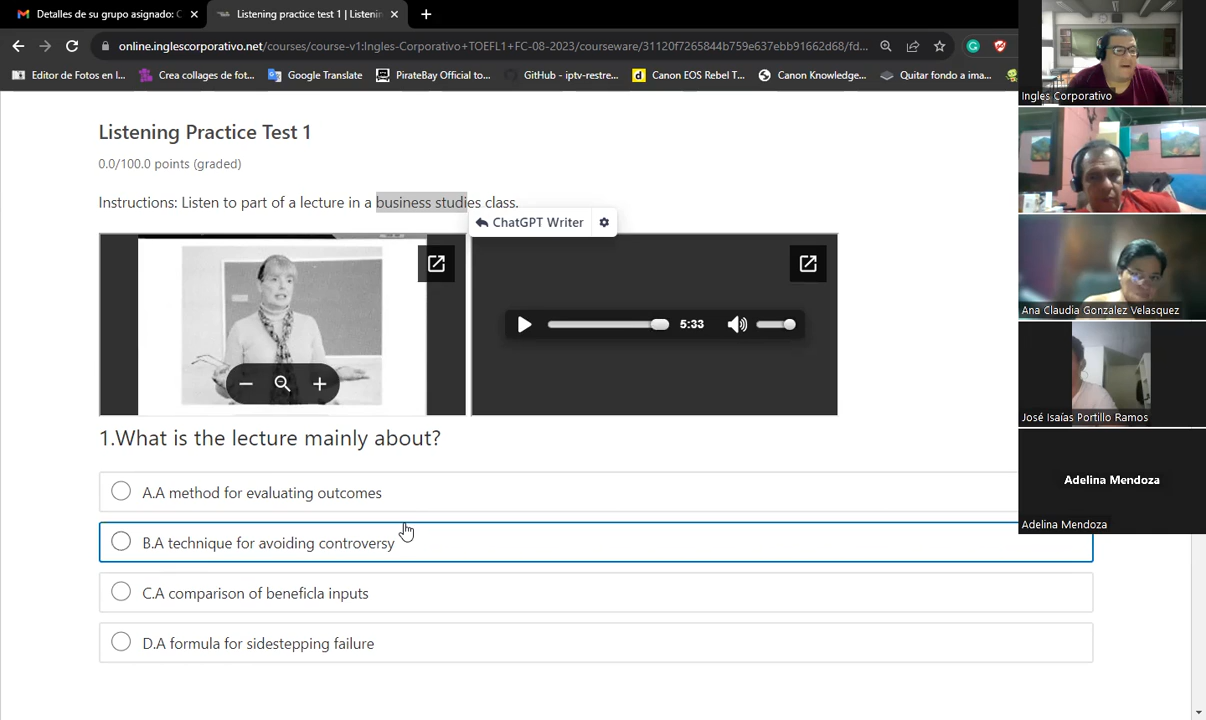 Detalles de su grupo asignado: C
Listening practice test 1 | Listenin
online.inglescorporativo.net/courses/course-v1:Ingles-Corporativo+TOEFL1+FC-08-2023/courseware/31120f7265844b759e637ebb91662d68/fd...
Editor de Fotos en l...
Crea collages de fot...
Google Translate
PirateBay Official to...
GitHub - iptv-restre...
Canon EOS Rebel T...
Canon Knowledge...
Quitar fondo a ima...
Ingles Corporativo
Listening Practice Test 1
0.0/100.0 points (graded)
Instructions: Listen to part of a lecture in a business studies class.
ChatGPT Writer
5:33
Ana Claudia Gonzalez Velasquez
José Isaías Portillo Ramos
Adelina Mendoza
Adelina Mendoza
1.What is the lecture mainly about?
A.A method for evaluating outcomes
B.A technique for avoiding controversy
C.A comparison of beneficla inputs
D.A formula for sidestepping failure